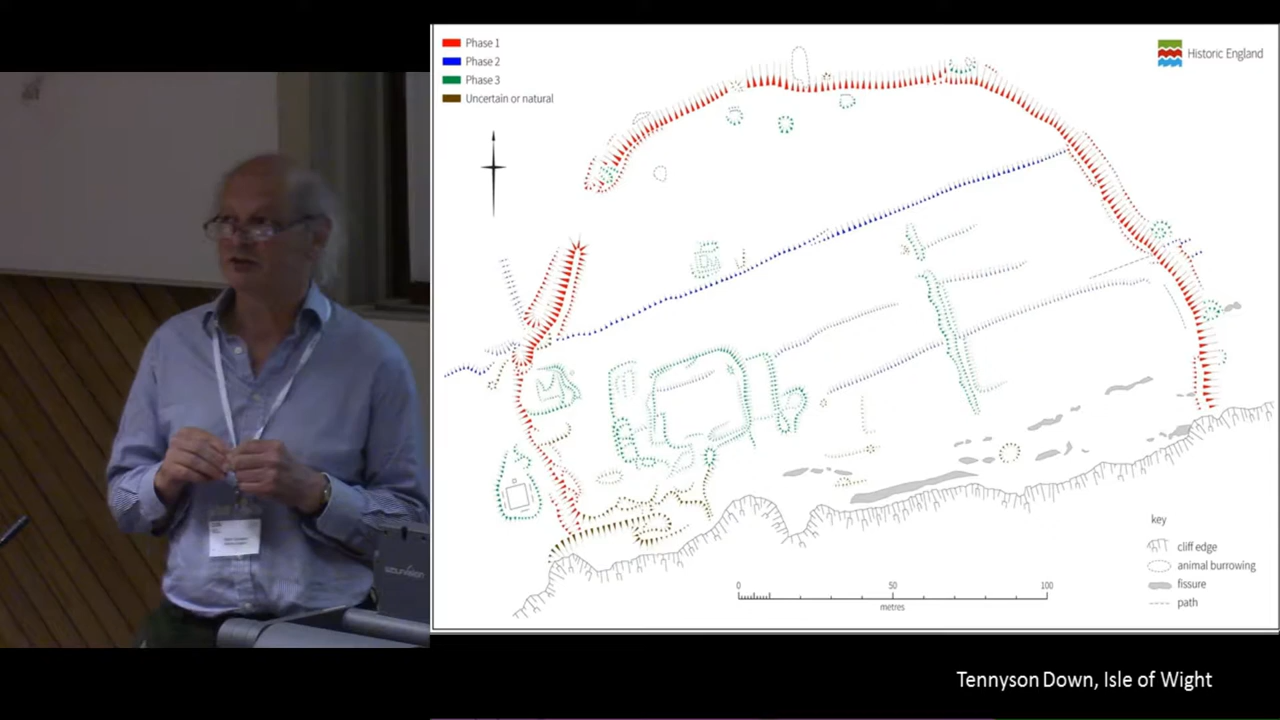 Phase 1
Phase 2
Phase 3
Uncertain or natural
Historic England
key
cliff edge
animal burrowing
fissure
path
0 50 100
metres
Tennyson Down, Isle of Wight